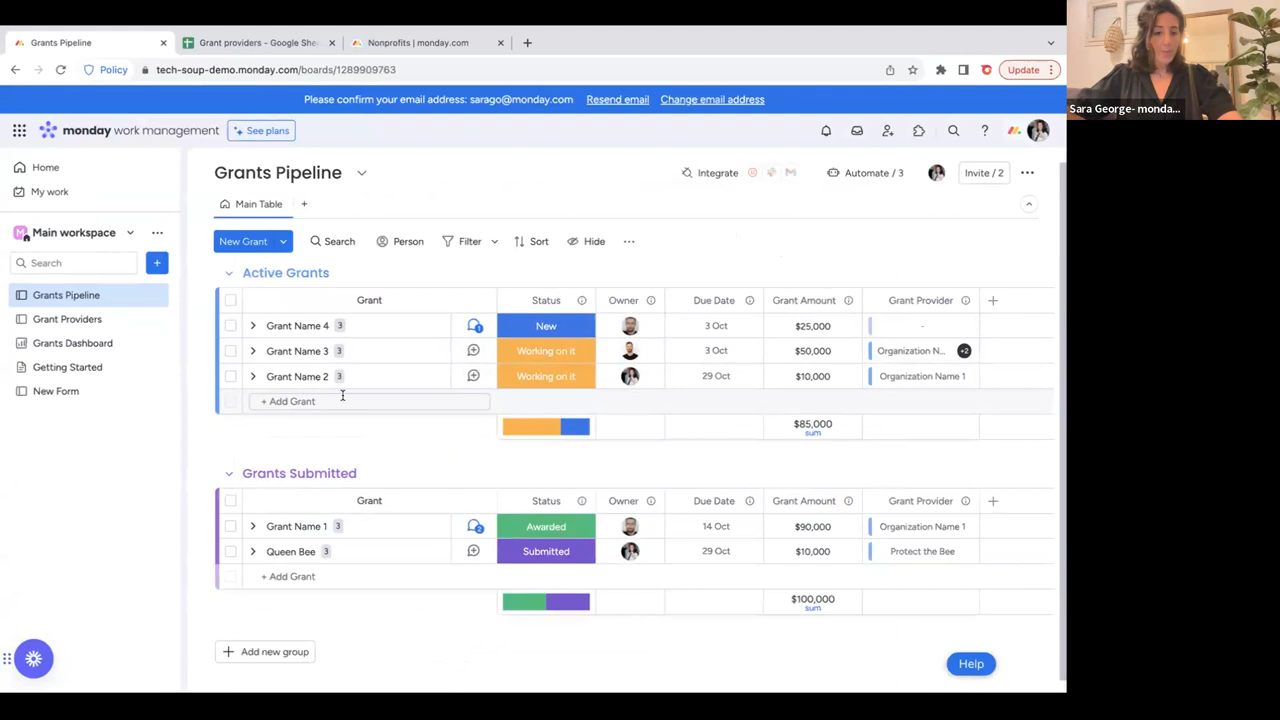 Grants Pipeline
Grant providers - Google She
Nonprofits | monday.com
Policy
tech-soup-demo.monday.com/boards/1289909763
Update
Sara George- monda...
Please confirm your email address: sarago@monday.com Resend email Change email address
monday work management
See plans
Home
My work
Main workspace
Search
Grants Pipeline
Grant Providers
Grants Dashboard
Getting Started
New Form
Grants Pipeline
Integrate
Automate / 3
Invite / 2
Main Table
New Grant
Search
Person
Filter
Sort
Hide
Active Grants
Grant Status Owner Due Date Grant Amount Grant Provider
Grant Name 4 3 1 New 3 Oct $25,000 -
Grant Name 3 3 Working on it 3 Oct $50,000 Organization N... +2
Grant Name 2 3 Working on it 29 Oct $10,000 Organization Name 1
+ Add Grant
$85,000
sum
Grants Submitted
Grant Status Owner Due Date Grant Amount Grant Provider
Grant Name 1 3 2 Awarded 14 Oct $90,000 Organization Name 1
Queen Bee 3 Submitted 29 Oct $10,000 Protect the Bee
+ Add Grant
$100,000
sum
Add new group
Help